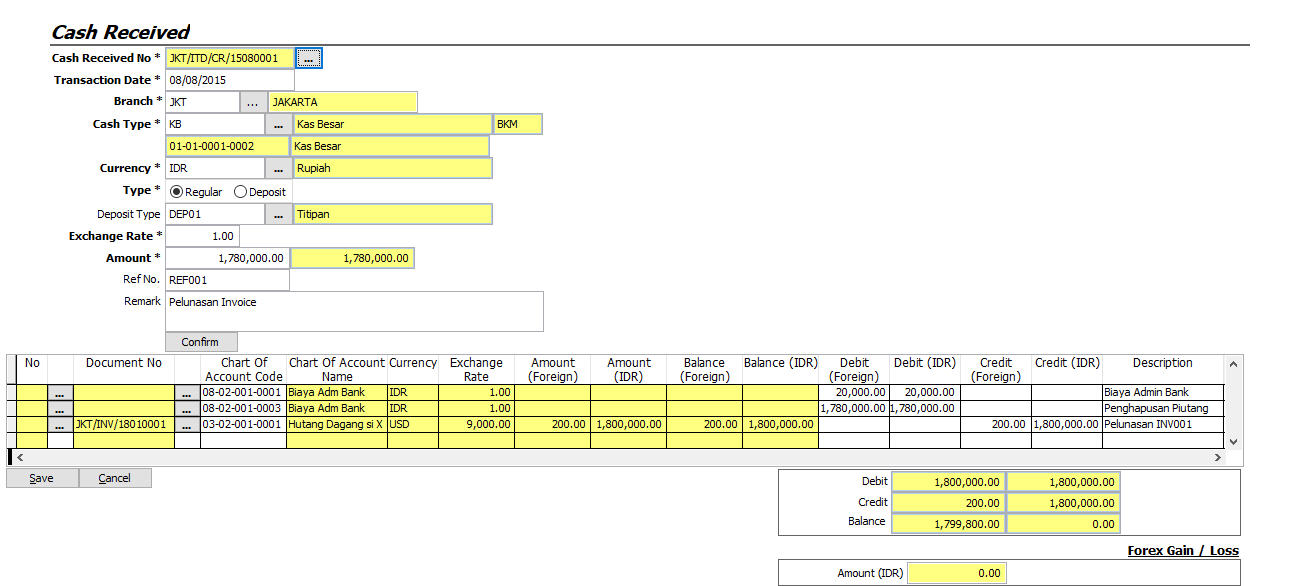 Cash Received
Cash Received No * JKT/ITD/CR/15080001 ...
Transaction Date * 08/08/2015
Branch * JKT ... JAKARTA
Cash Type * KB ... Kas Besar BKM
01-01-0001-0002 Kas Besar
Currency * IDR ... Rupiah
Type * Regular Deposit
Deposit Type DEP01 ... Titipan
Exchange Rate * 1.00
Amount * 1,780,000.00 1,780,000.00
Ref No. REF001
Remark Pelunasan Invoice
Confirm
No Document No Chart Of Chart Of Account Currency Exchange Amount Amount Balance Balance (IDR) Debit Debit (IDR) Credit Credit (IDR) Description
Account Code Name Rate (Foreign) (IDR) (Foreign) (Foreign) (Foreign)
... ... 08-02-001-0001 Biaya Adm Bank IDR 1.00 20,000.00 20,000.00 Biaya Admin Bank
... ... 08-02-001-0003 Biaya Adm Bank IDR 1.00 1,780,000.00 1,780,000.00 Penghapusan Piutang
... JKT/INV/18010001 ... 03-02-001-0001 Hutang Dagang si X USD 9,000.00 200.00 1,800,000.00 200.00 1,800,000.00 200.00 1,800,000.00 Pelunasan INV001
Save Cancel
Debit 1,800,000.00 1,800,000.00
Credit 200.00 1,800,000.00
Balance 1,799,800.00 0.00
Forex Gain / Loss
Amount (IDR) 0.00